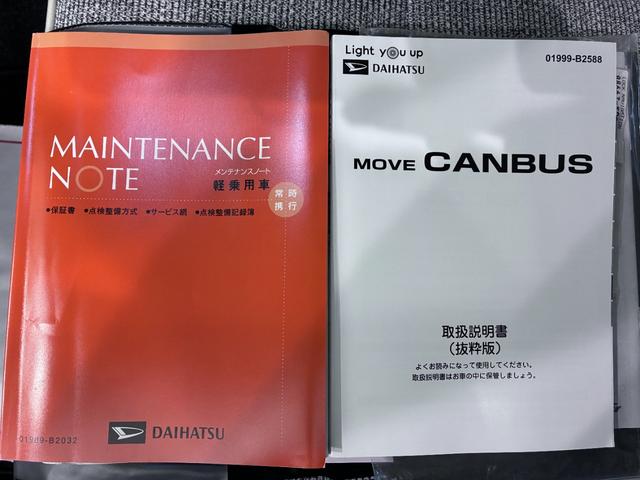 MAINTENANCE
NOTE
メンテナンスノート
軽乗用車
常時
携行
●保証書 ●点検整備方式 ●サービス網 ●点検整備記録簿
DAIHATSU
01989-B2032
Light you up
DAIHATSU
01999-B2588
MOVE CANBUS
取扱説明書
(抜粋版)
よくお読みになって使用してください。
取扱説明書はお車の中に保管しましょう。